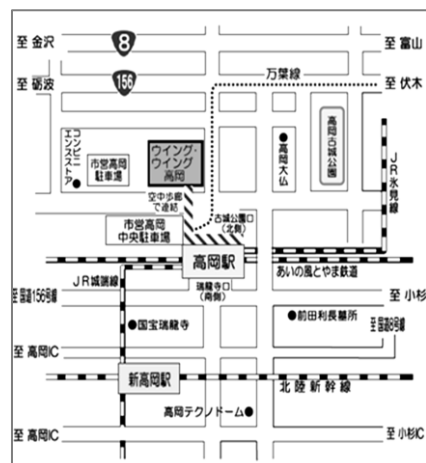 至 金沢
8
至 富山
至 砺波
156
万葉線
至 伏木
コンビニ
エンスストア
市営高岡
駐車場
ウイング・
ウイング
高岡
高岡大仏
高岡古城公園
JR氷見線
空中歩廊
で連結
古城公園口
(北側)
市営高岡
中央駐車場
高岡駅
あいの風とやま鉄道
JR城端線
瑞龍寺口
(南側)
至 国道156号線
至 小杉
国宝瑞龍寺
前田利長墓所
至 国道8号線
至 高岡IC
新高岡駅
北陸新幹線
高岡テクノドーム
至 高岡IC
至 小杉IC